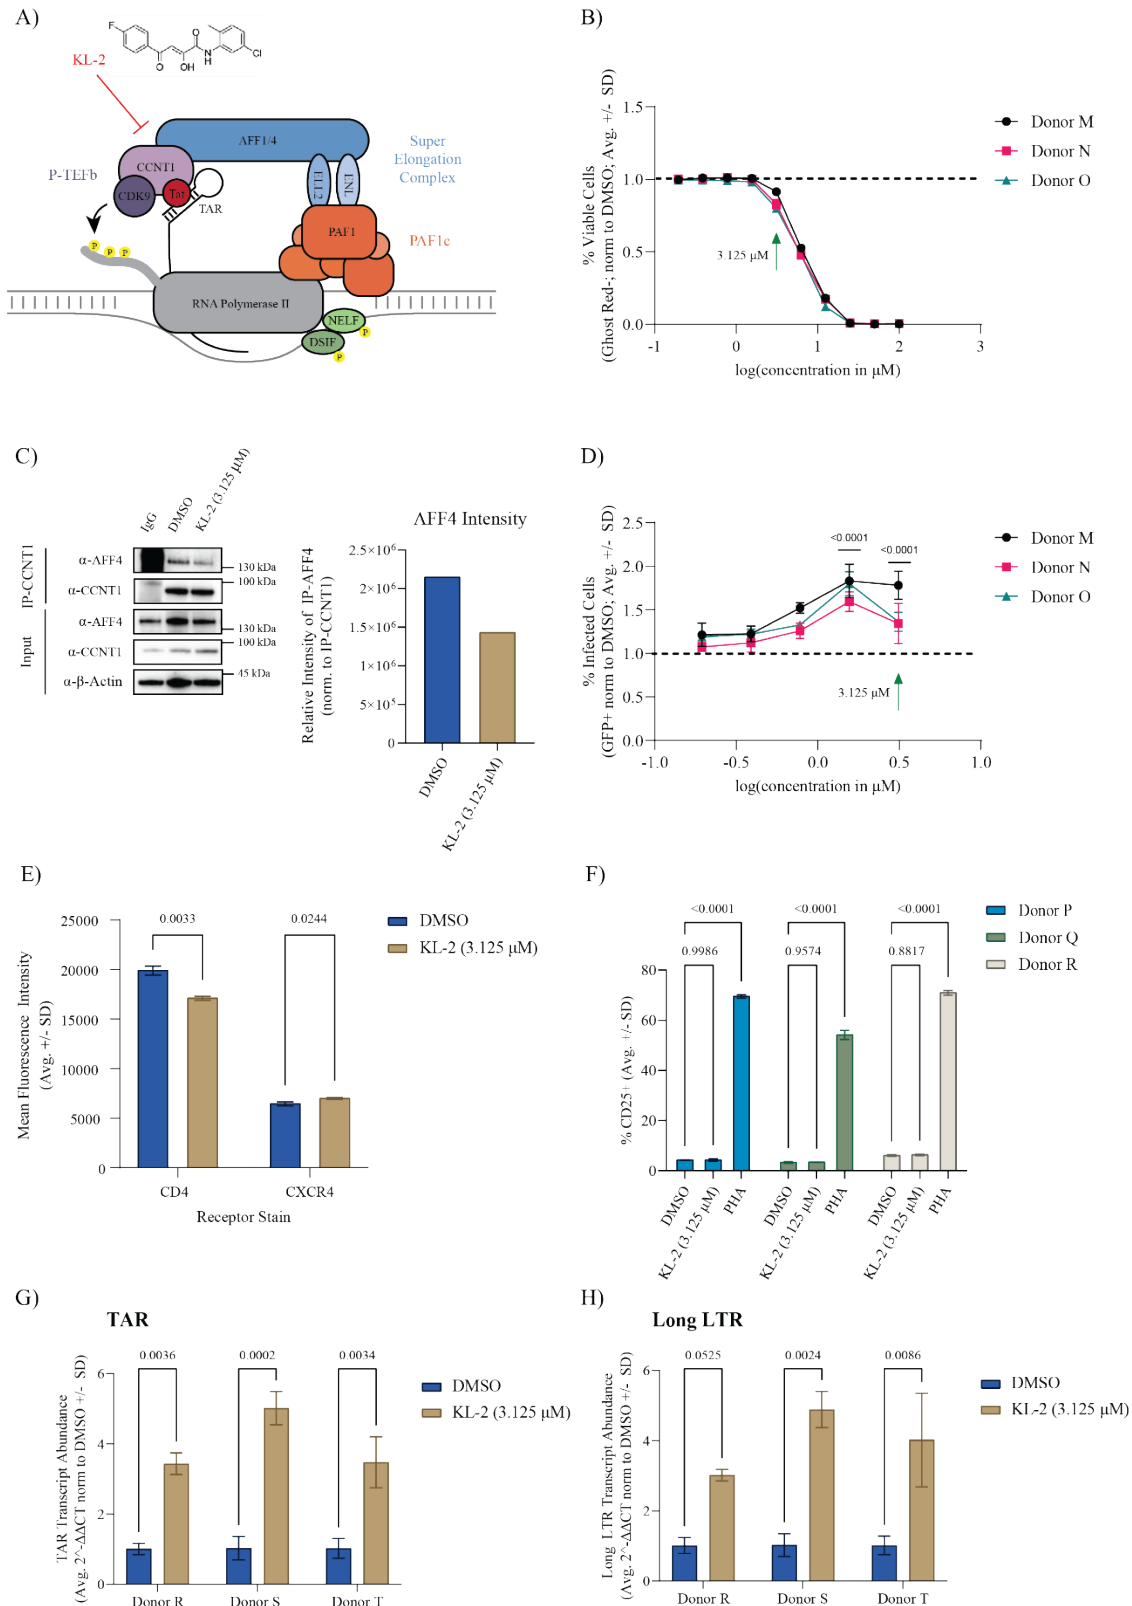 A)
F
O
OH
O
N
H
Cl
KL-2
AFF1/4
Super
Elongation
Complex
P-TEFb
CCNT1
CDK9
Tat
TAR
ELL2
ENL
P P P
PAF1
PAF1c
RNA Polymerase II
NELF
DSIF
P
P
B)
% Viable Cells
(Ghost Red-; norm to DMSO; Avg. +/- SD)
1.5
1.0
0.5
0.0
-1 0 1 2 3
log(concentration in µM)
3.125 µM
Donor M
Donor N
Donor O
C)
IgG
DMSO
KL-2 (3.125 µM)
IP-CCNT1
α-AFF4
130 kDa
α-CCNT1
100 kDa
Input
α-AFF4
130 kDa
α-CCNT1
100 kDa
α-β-Actin
45 kDa
AFF4 Intensity
Relative Intensity of IP-AFF4
(norm. to IP-CCNT1)
2.5×10⁶
2×10⁶
1.5×10⁶
1×10⁶
5×10⁵
0
DMSO
KL-2 (3.125 µM)
D)
% Infected Cells
(GFP+ norm to DMSO; Avg. +/- SD)
2.5
2.0
1.5
1.0
0.5
0.0
-1.0 -0.5 0.0 0.5 1.0
log(concentration in µM)
<0.0001
<0.0001
3.125 µM
Donor M
Donor N
Donor O
E)
Mean Fluorescence Intensity
(Avg. +/- SD)
25000
20000
15000
10000
5000
0
0.0033
0.0244
CD4
CXCR4
Receptor Stain
DMSO
KL-2 (3.125 µM)
F)
% CD25+ (Avg. +/- SD)
80
60
40
20
0
<0.0001
<0.0001
<0.0001
0.9986
0.9574
0.8817
DMSO
KL-2 (3.125 µM)
PHA
DMSO
KL-2 (3.125 µM)
PHA
DMSO
KL-2 (3.125 µM)
PHA
Donor P
Donor Q
Donor R
G)
TAR
TAR Transcript Abundance
(Avg. 2^-ΔΔCT norm to DMSO +/- SD)
6
4
2
0
0.0036
0.0002
0.0034
Donor R
Donor S
Donor T
DMSO
KL-2 (3.125 µM)
H)
Long LTR
Long LTR Transcript Abundance
(Avg. 2^-ΔΔCT norm to DMSO +/- SD)
6
4
2
0
0.0525
0.0024
0.0086
Donor R
Donor S
Donor T
DMSO
KL-2 (3.125 µM)